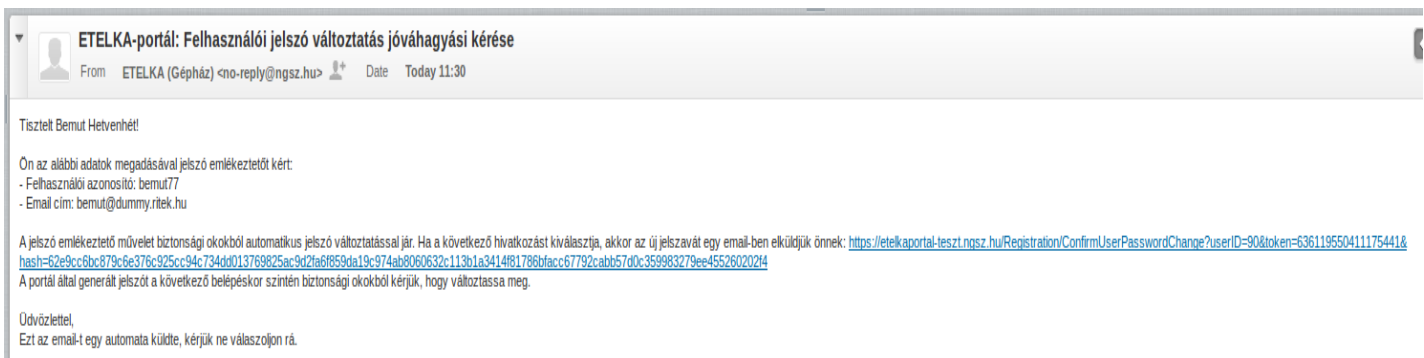 ETELKA-portál: Felhasználói jelszó változtatás jóváhagyási kérése
From ETELKA (Gépház) <no-reply@ngsz.hu> Date Today 11:30
Tisztelt Bemut Hetvenhét!
Ön az alábbi adatok megadásával jelszó emlékeztetőt kért:
- Felhasználói azonosító: bemut77
- Email cím: bemut@dummy.ritek.hu
A jelszó emlékeztető művelet biztonsági okokból automatikus jelszó változtatással jár. Ha a következő hivatkozást kiválasztja, akkor az új jelszavát egy email-ben elküldjük önnek: https://etelkaportal-teszt.ngsz.hu/Registration/ConfirmUserPasswordChange?userID=90&token=636119550411175441&
hash=62e9cc6bc879c6e376c925cc94c734dd013769825ac9d2fa6f859da19c974ab8060632c113b1a3414f81786bfacc67792cabb57d0c359983279ee455260202f4
A portál által generált jelszót a következő belépéskor szintén biztonsági okokból kérjük, hogy változtassa meg.
Üdvözlettel,
Ezt az email-t egy automata küldte, kérjük ne válaszoljon rá.